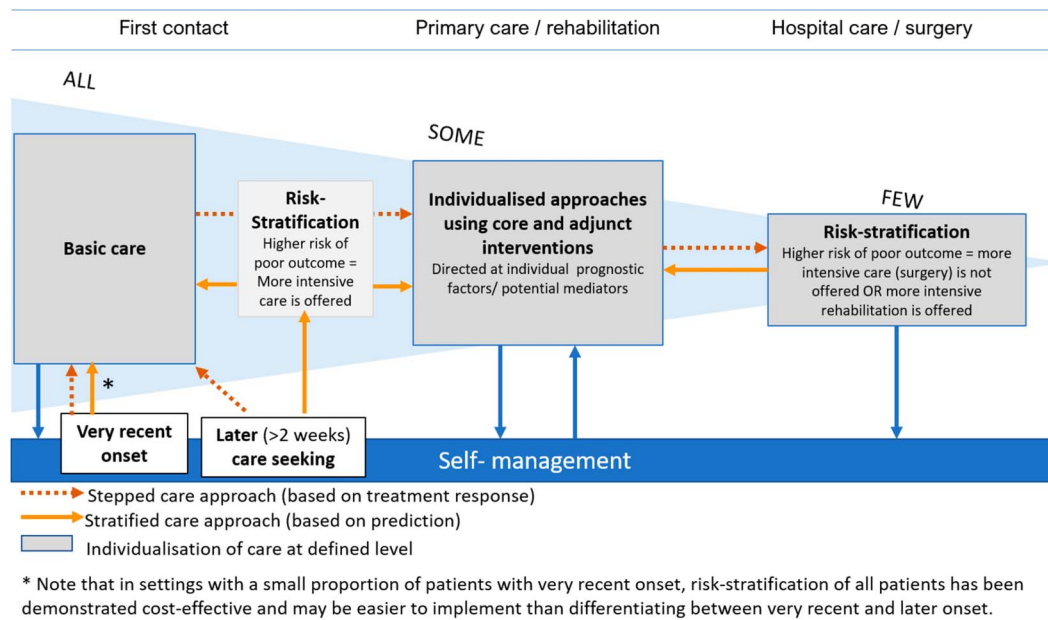 First contact
Primary care / rehabilitation
Hospital care / surgery
ALL
SOME
FEW
Basic care
Risk-
Stratification
Higher risk of
poor outcome =
More intensive
care is offered
Individualised approaches
using core and adjunct
interventions
Directed at individual prognostic
factors/ potential mediators
Risk-stratification
Higher risk of poor outcome = more
intensive care (surgery) is not
offered OR more intensive
rehabilitation is offered
*
Very recent
onset
Later (>2 weeks)
care seeking
Self- management
Stepped care approach (based on treatment response)
Stratified care approach (based on prediction)
Individualisation of care at defined level
* Note that in settings with a small proportion of patients with very recent onset, risk-stratification of all patients has been
demonstrated cost-effective and may be easier to implement than differentiating between very recent and later onset.